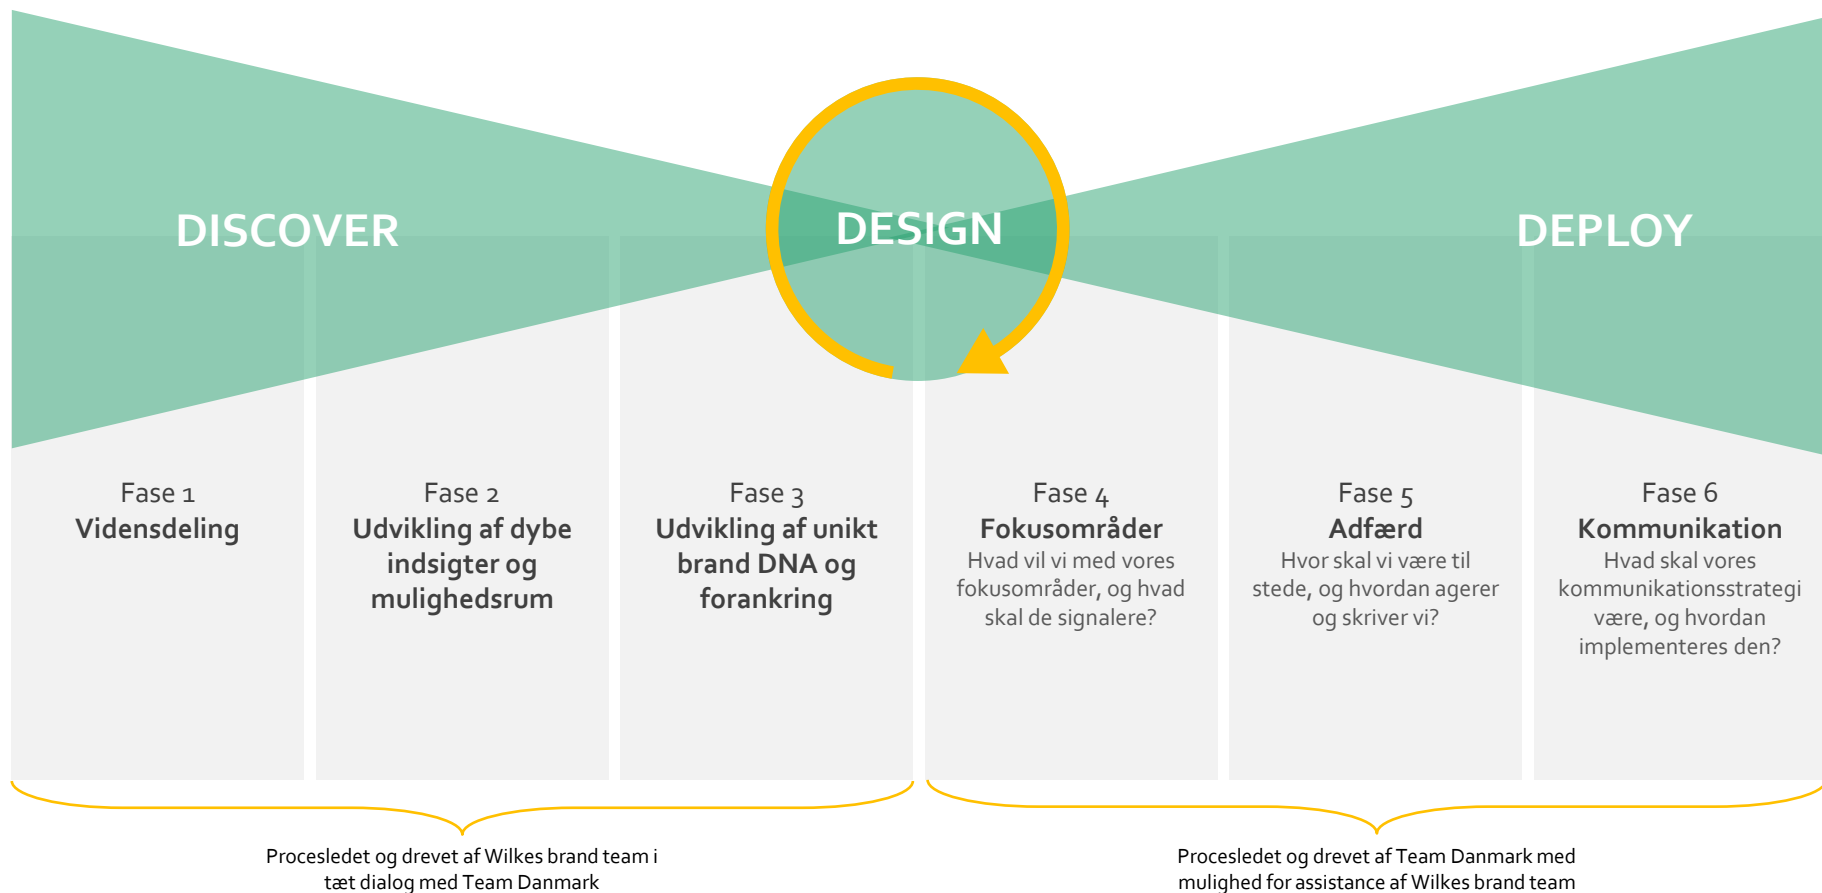 DISCOVER
DESIGN
DEPLOY
Fase 1
Vidensdeling
Fase 2
Udvikling af dybe
indsigter og
mulighedsrum
Fase 3
Udvikling af unikt
brand DNA og
forankring
Fase 4
Fokusområder
Hvad vil vi med vores
fokusområder, og hvad
skal de signalere?
Fase 5
Adfærd
Hvor skal vi være til
stede, og hvordan agerer
og skriver vi?
Fase 6
Kommunikation
Hvad skal vores
kommunikationsstrategi
være, og hvordan
implementeres den?
Procesledet og drevet af Wilkes brand team i
tæt dialog med Team Danmark
Procesledet og drevet af Team Danmark med
mulighed for assistance af Wilkes brand team